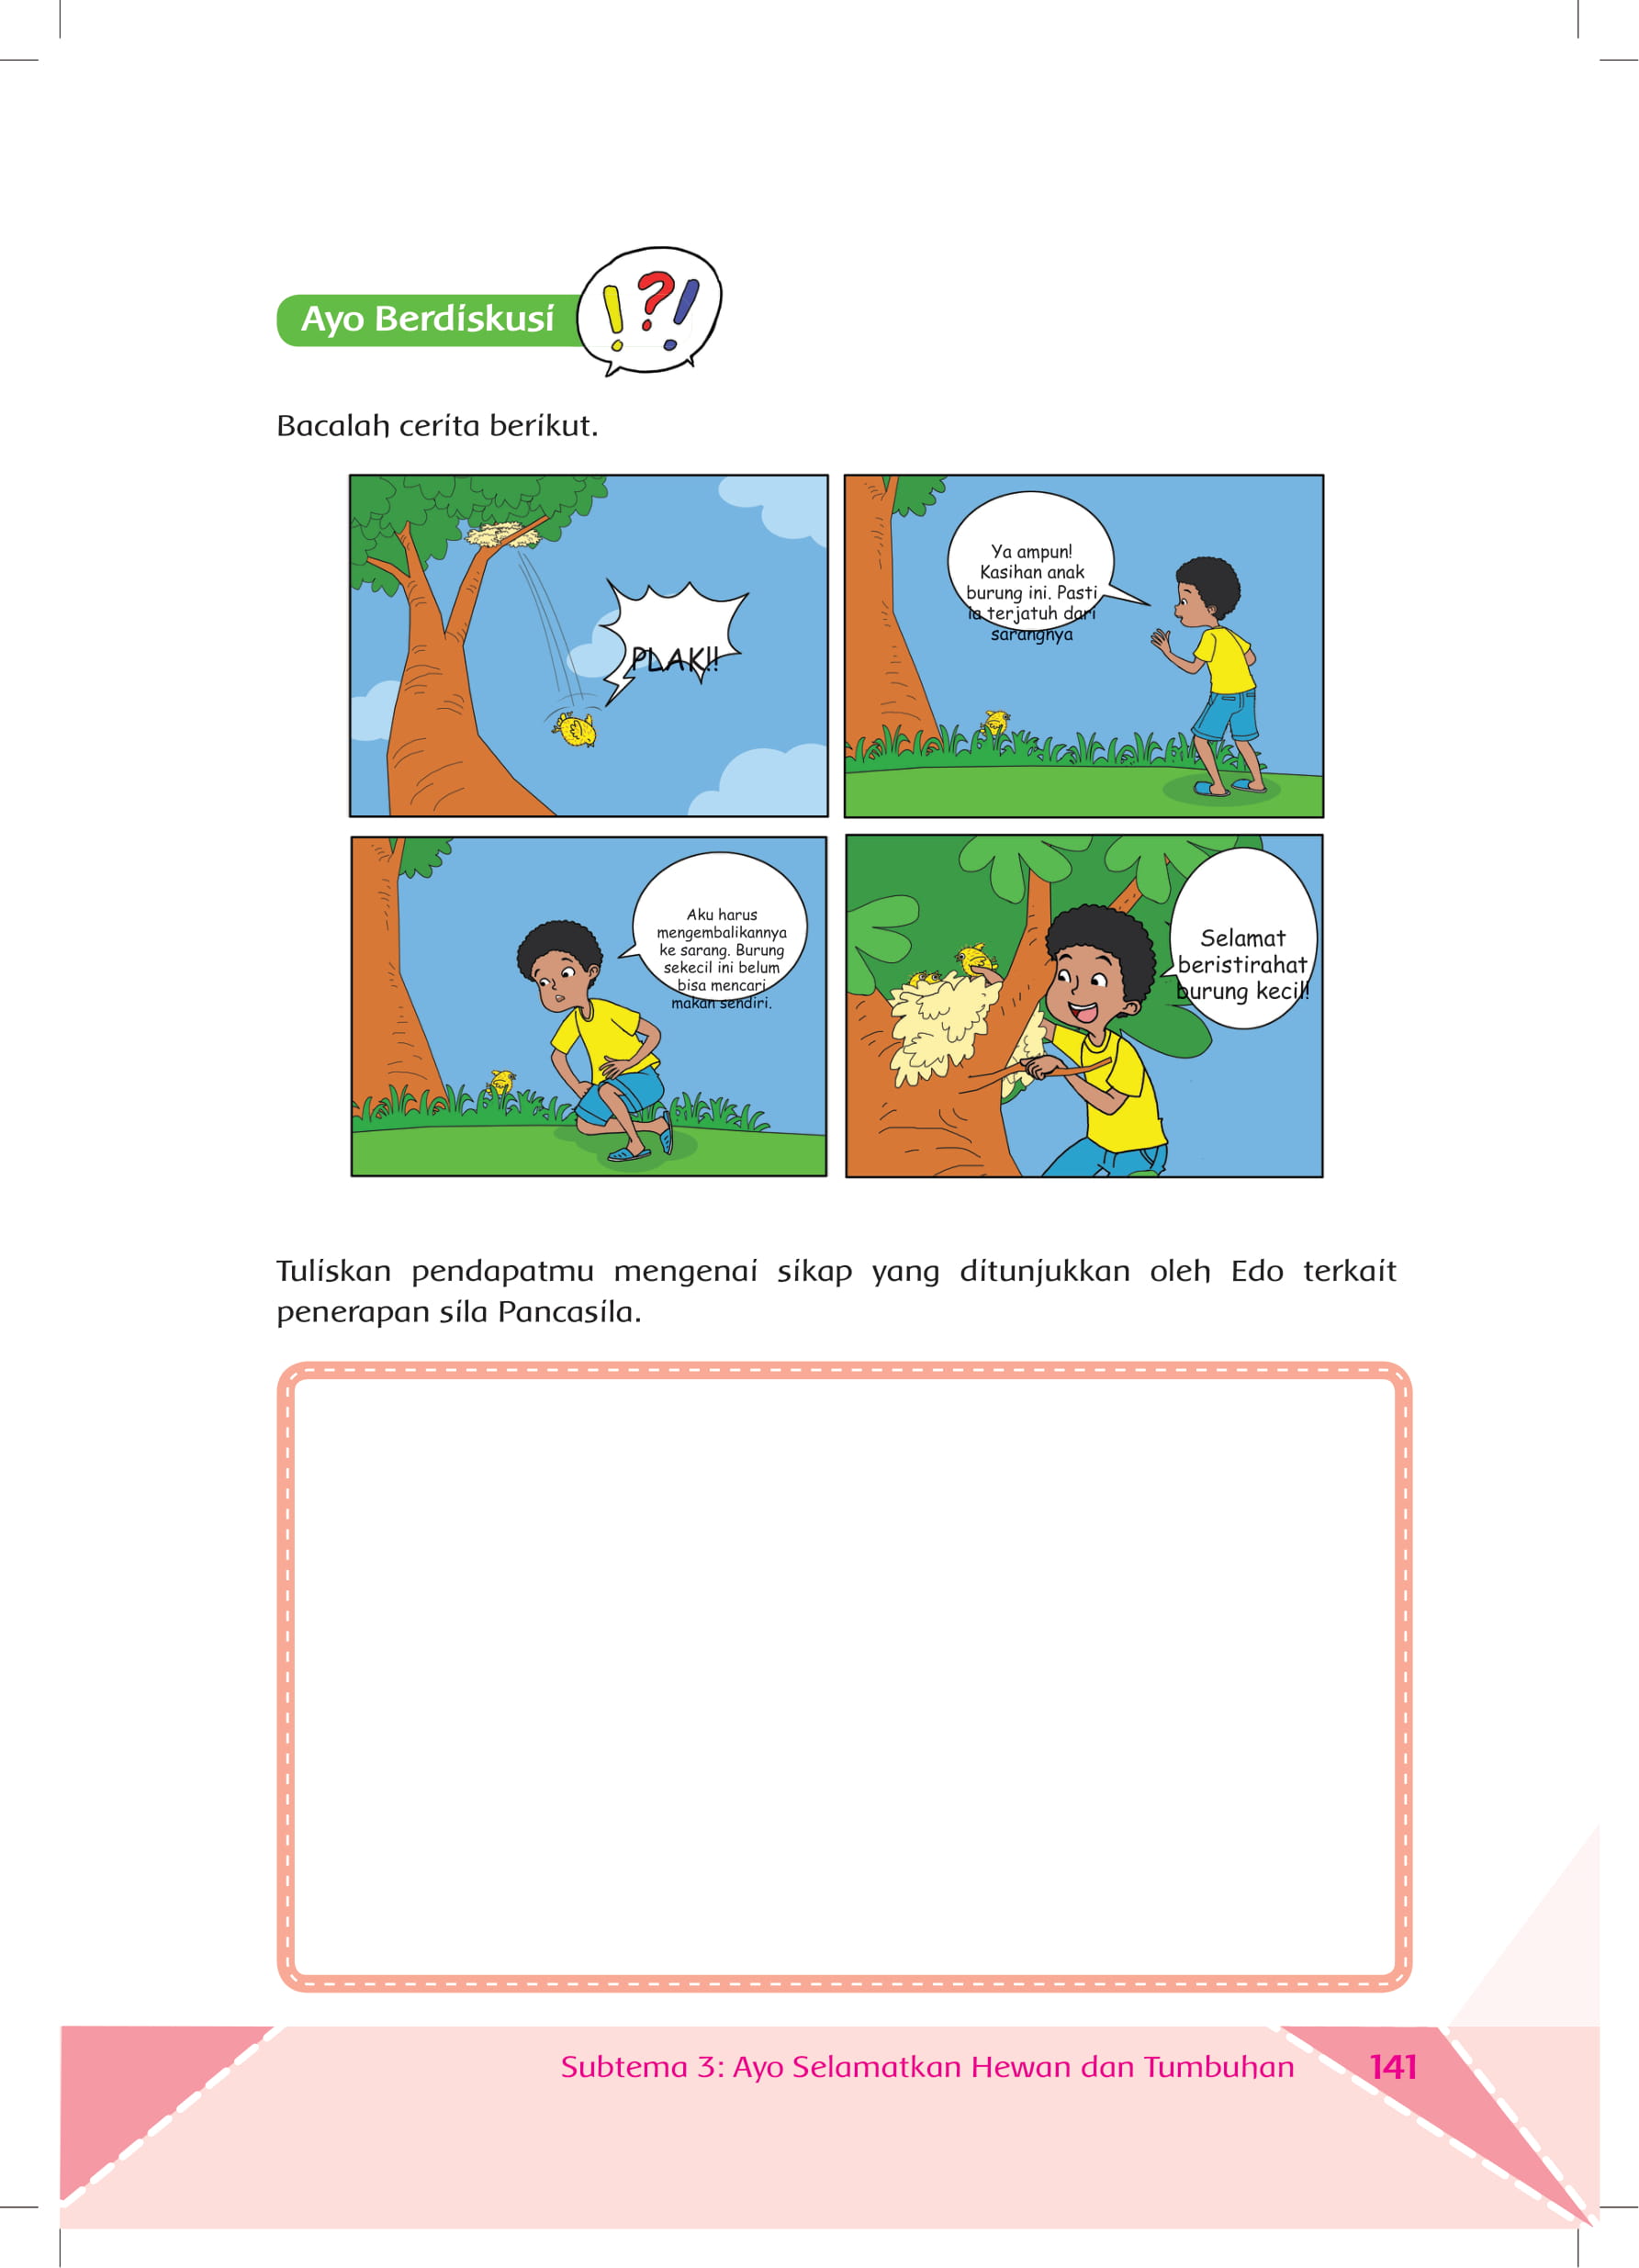 Ayo Berdiskusi
! ? !
Bacalah cerita berikut.
PLAK!!
Ya ampun!
Kasihan anak
burung ini. Pasti
ia terjatuh dari
sarangnya
Aku harus
mengembalikannya
ke sarang. Burung
sekecil ini belum
bisa mencari
makan sendiri.
Selamat
beristirahat
burung kecil!
Tuliskan pendapatmu mengenai sikap yang ditunjukkan oleh Edo terkait
penerapan sila Pancasila.
Subtema 3: Ayo Selamatkan Hewan dan Tumbuhan 141